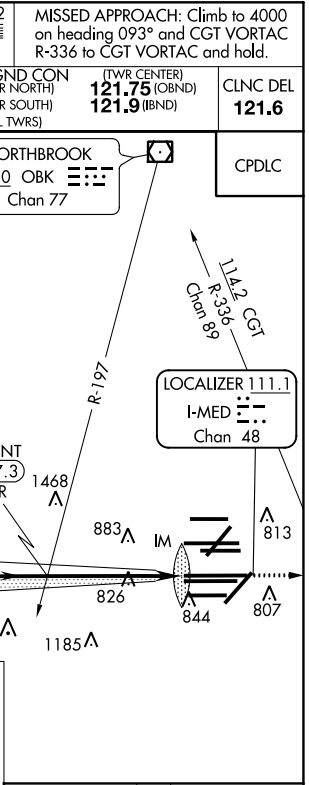 2
MISSED APPROACH: Climb to 4000
on heading 093° and CGT VORTAC
R-336 to CGT VORTAC and hold.
GND CON
R NORTH)
R SOUTH)
L TWRS)
(TWR CENTER)
121.75 (OBND)
121.9 (IBND)
CLNC DEL
121.6
ORTHBROOK
0 OBK
Chan 77
CPDLC
114.2 CGT
R-336
Chan 89
R-197
LOCALIZER 111.1
I-MED
Chan 48
NT
7.3
R
1468
883
IM
813
826
844
807
1185